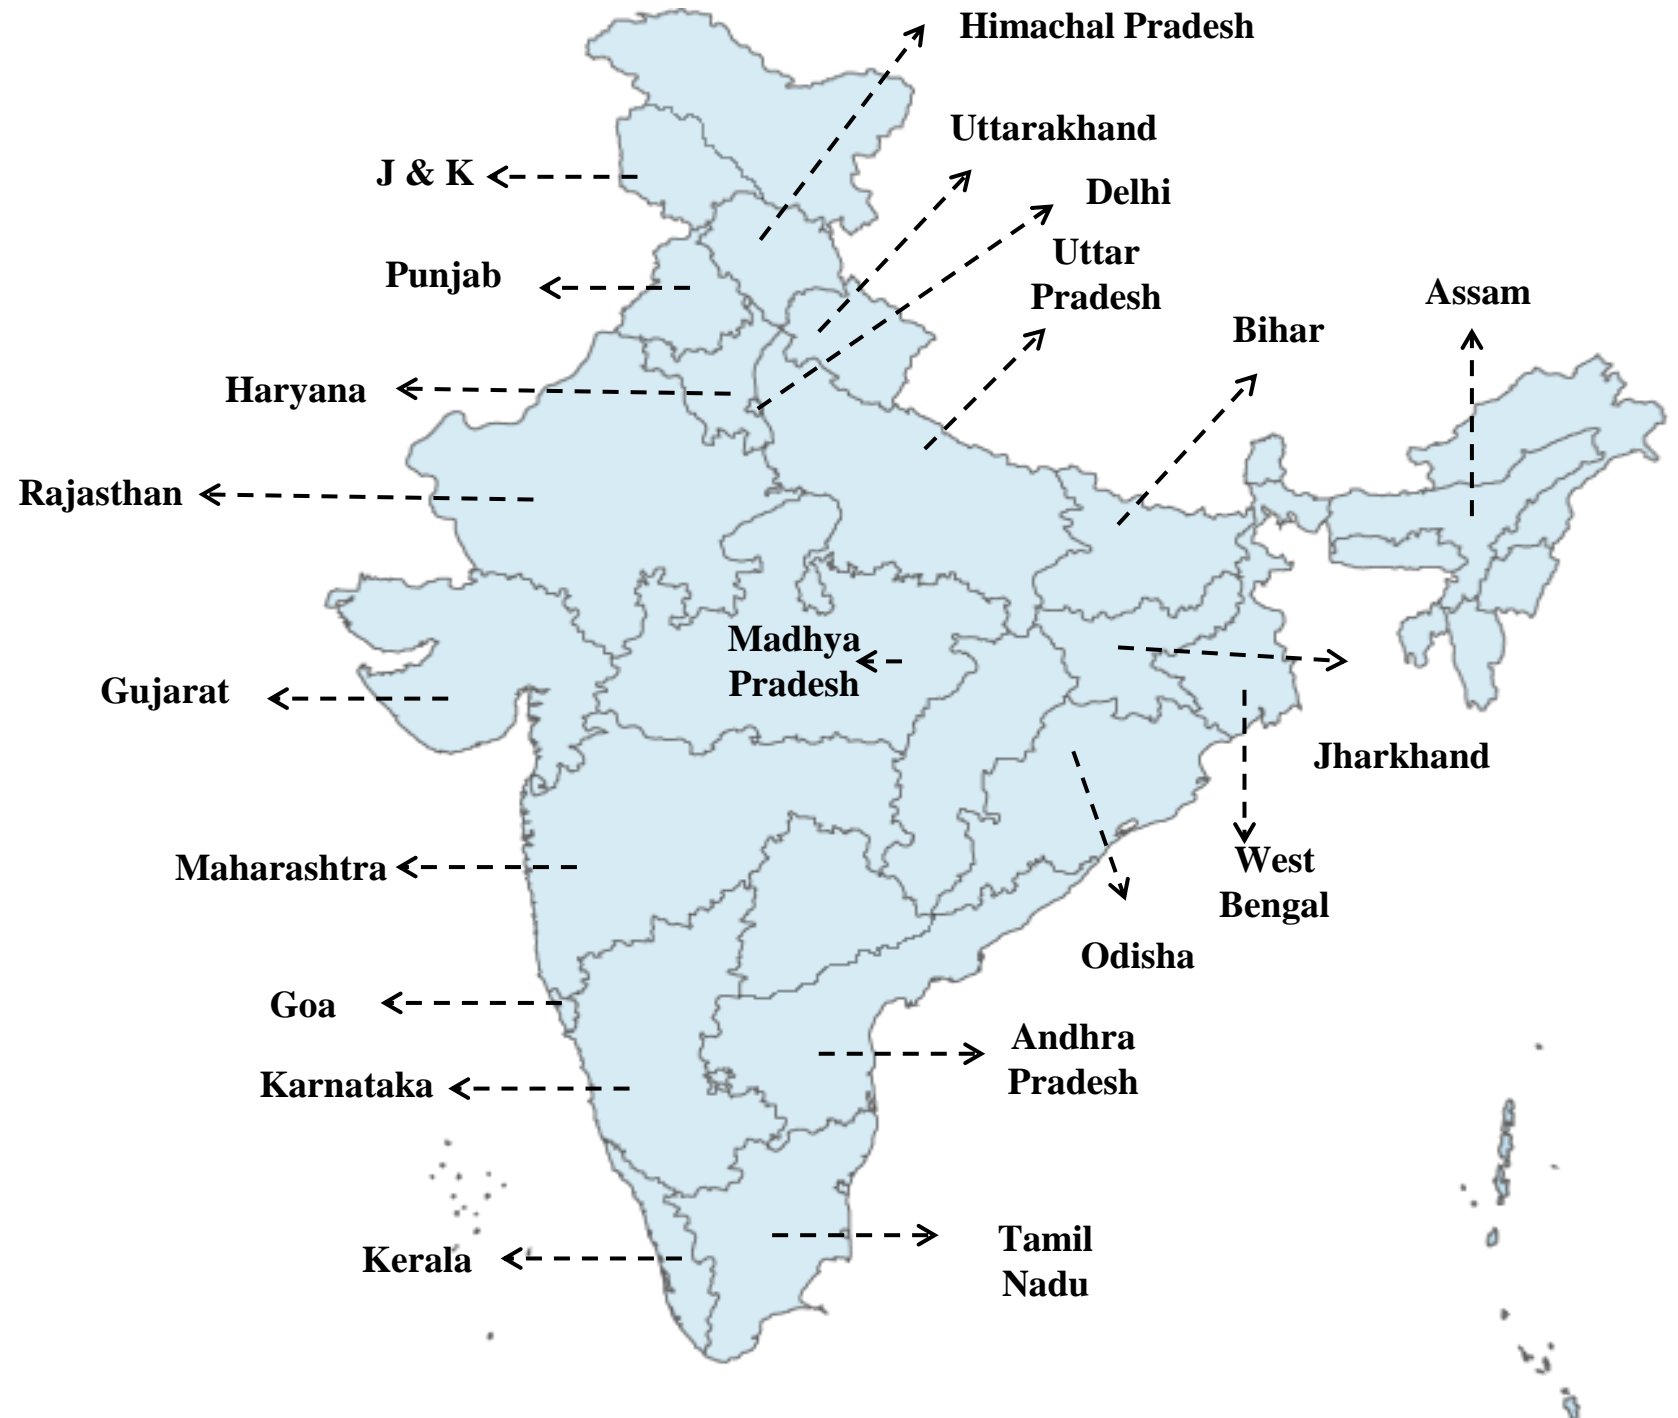 Himachal Pradesh
Uttarakhand
J & K
Delhi
Uttar
Pradesh
Punjab
Assam
Bihar
Haryana
Rajasthan
Madhya
Pradesh
Gujarat
Jharkhand
Maharashtra
West
Bengal
Odisha
Goa
Andhra
Pradesh
Karnataka
Tamil
Nadu
Kerala